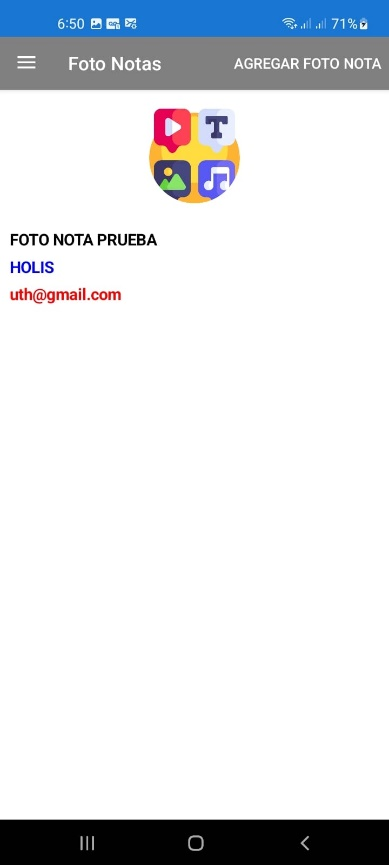 6:50
71%
Foto Notas
AGREGAR FOTO NOTA
T
FOTO NOTA PRUEBA
HOLIS
uth@gmail.com